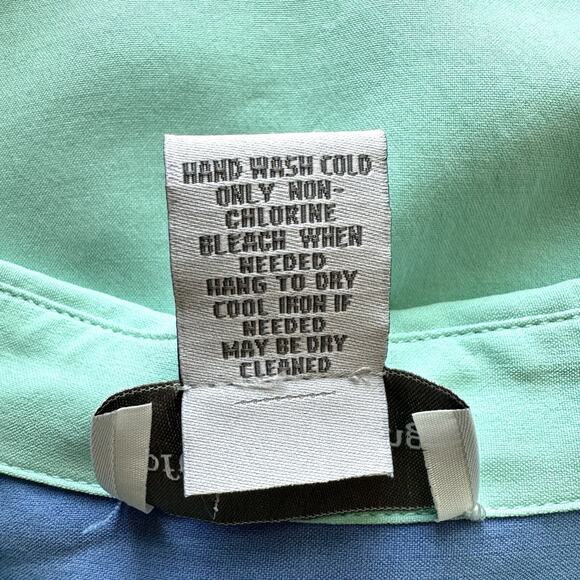 HAND WASH COLD
ONLY NON-
CHLORINE
BLEACH WHEN
NEEDED
HANG TO DRY
COOL IRON IF
NEEDED
MAY BE DRY
CLEANED